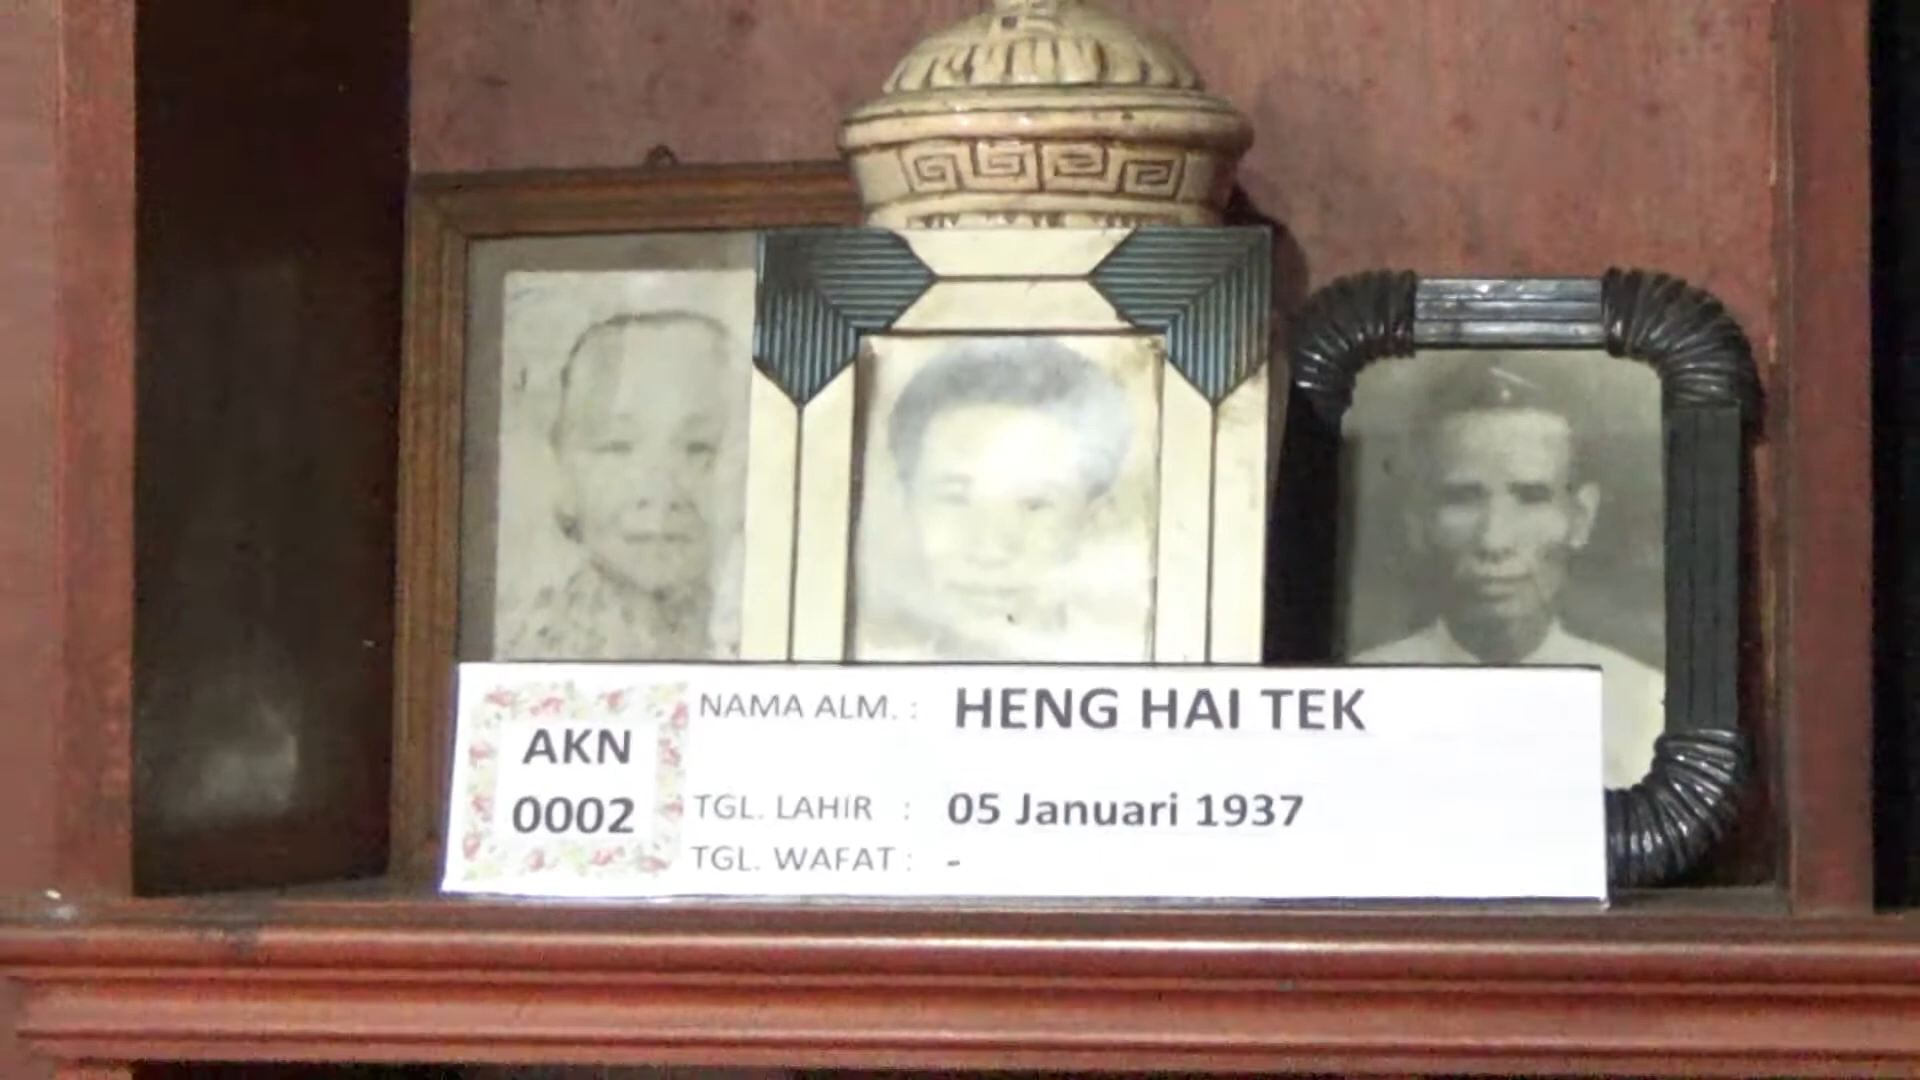 AKN
0002
NAMA ALM. : HENG HAI TEK
TGL. LAHIR : 05 Januari 1937
TGL. WAFAT : -